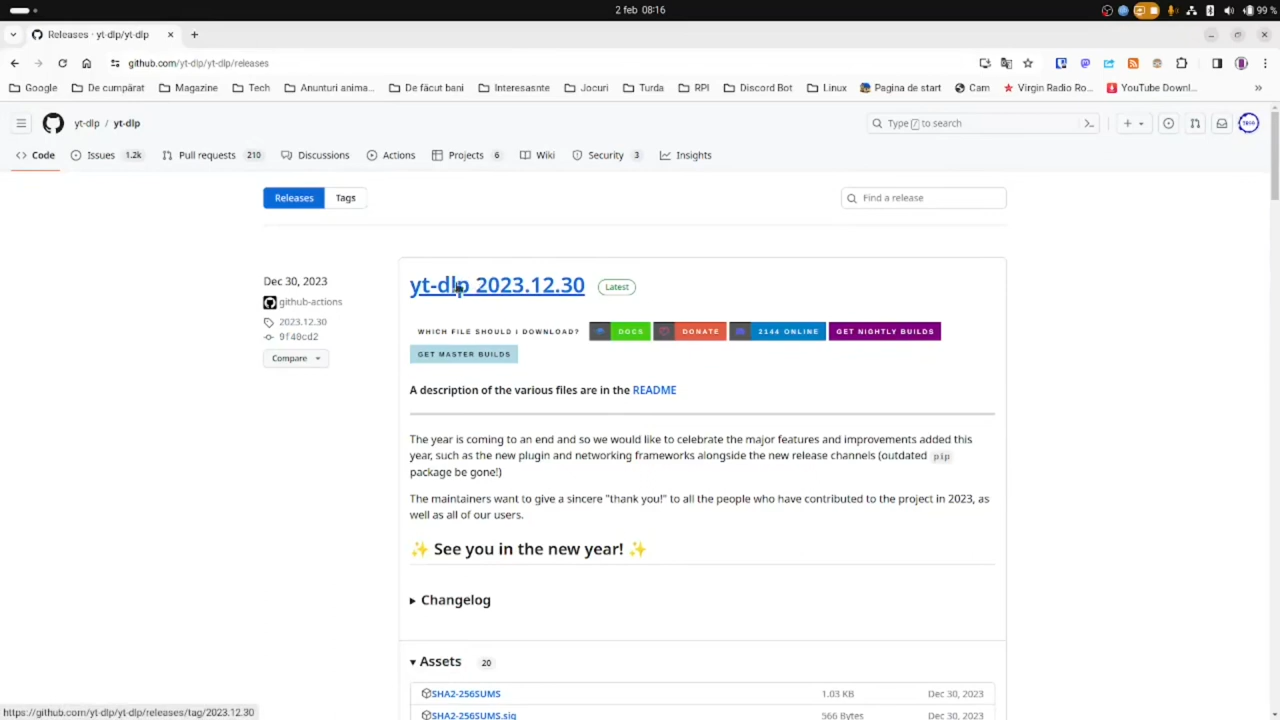 2 feb 08:16
99 %
Releases · yt-dlp/yt-dlp
github.com/yt-dlp/yt-dlp/releases
Google De cumpărat Magazine Tech Anunturi anima... De făcut bani Interesasnte Jocuri Turda RPI Discord Bot Linux Pagina de start Cam Virgin Radio Ro... YouTube Downl... »
yt-dlp / yt-dlp
Type / to search
Code Issues 1.2k Pull requests 210 Discussions Actions Projects 6 Wiki Security 3 Insights
Releases Tags
Find a release
Dec 30, 2023
github-actions
2023.12.30
9f40cd2
Compare
yt-dlp 2023.12.30 Latest
WHICH FILE SHOULD I DOWNLOAD? DOCS DONATE 2144 ONLINE GET NIGHTLY BUILDS
GET MASTER BUILDS
A description of the various files are in the README
The year is coming to an end and so we would like to celebrate the major features and improvements added this
year, such as the new plugin and networking frameworks alongside the new release channels (outdated pip
package be gone!)
The maintainers want to give a sincere "thank you!" to all the people who have contributed to the project in 2023, as
well as all of our users.
✨ See you in the new year! ✨
Changelog
Assets 20
SHA2-256SUMS 1.03 KB Dec 30, 2023
SHA2-256SUMS.sig 566 Bytes Dec 30, 2023
https://github.com/yt-dlp/yt-dlp/releases/tag/2023.12.30